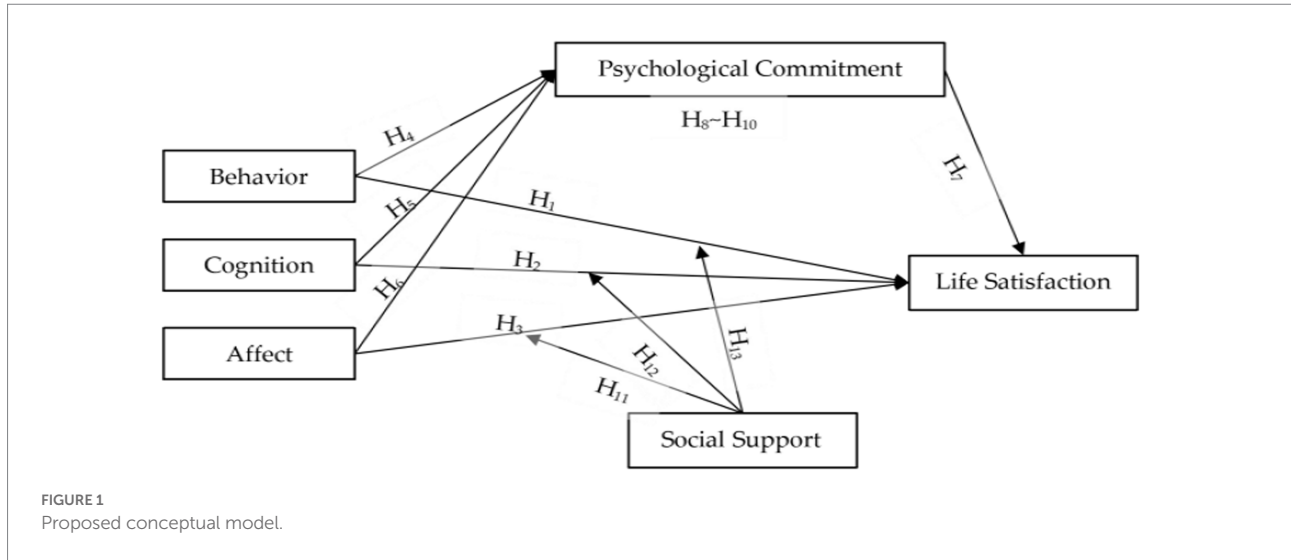 Psychological Commitment
H₈~H₁₀
H₄
H₇
Behavior
H₁
H₅
Cognition
H₂
Life Satisfaction
H₆
H₃
Affect
H₁₃
H₁₂
H₁₁
Social Support
FIGURE 1
Proposed conceptual model.